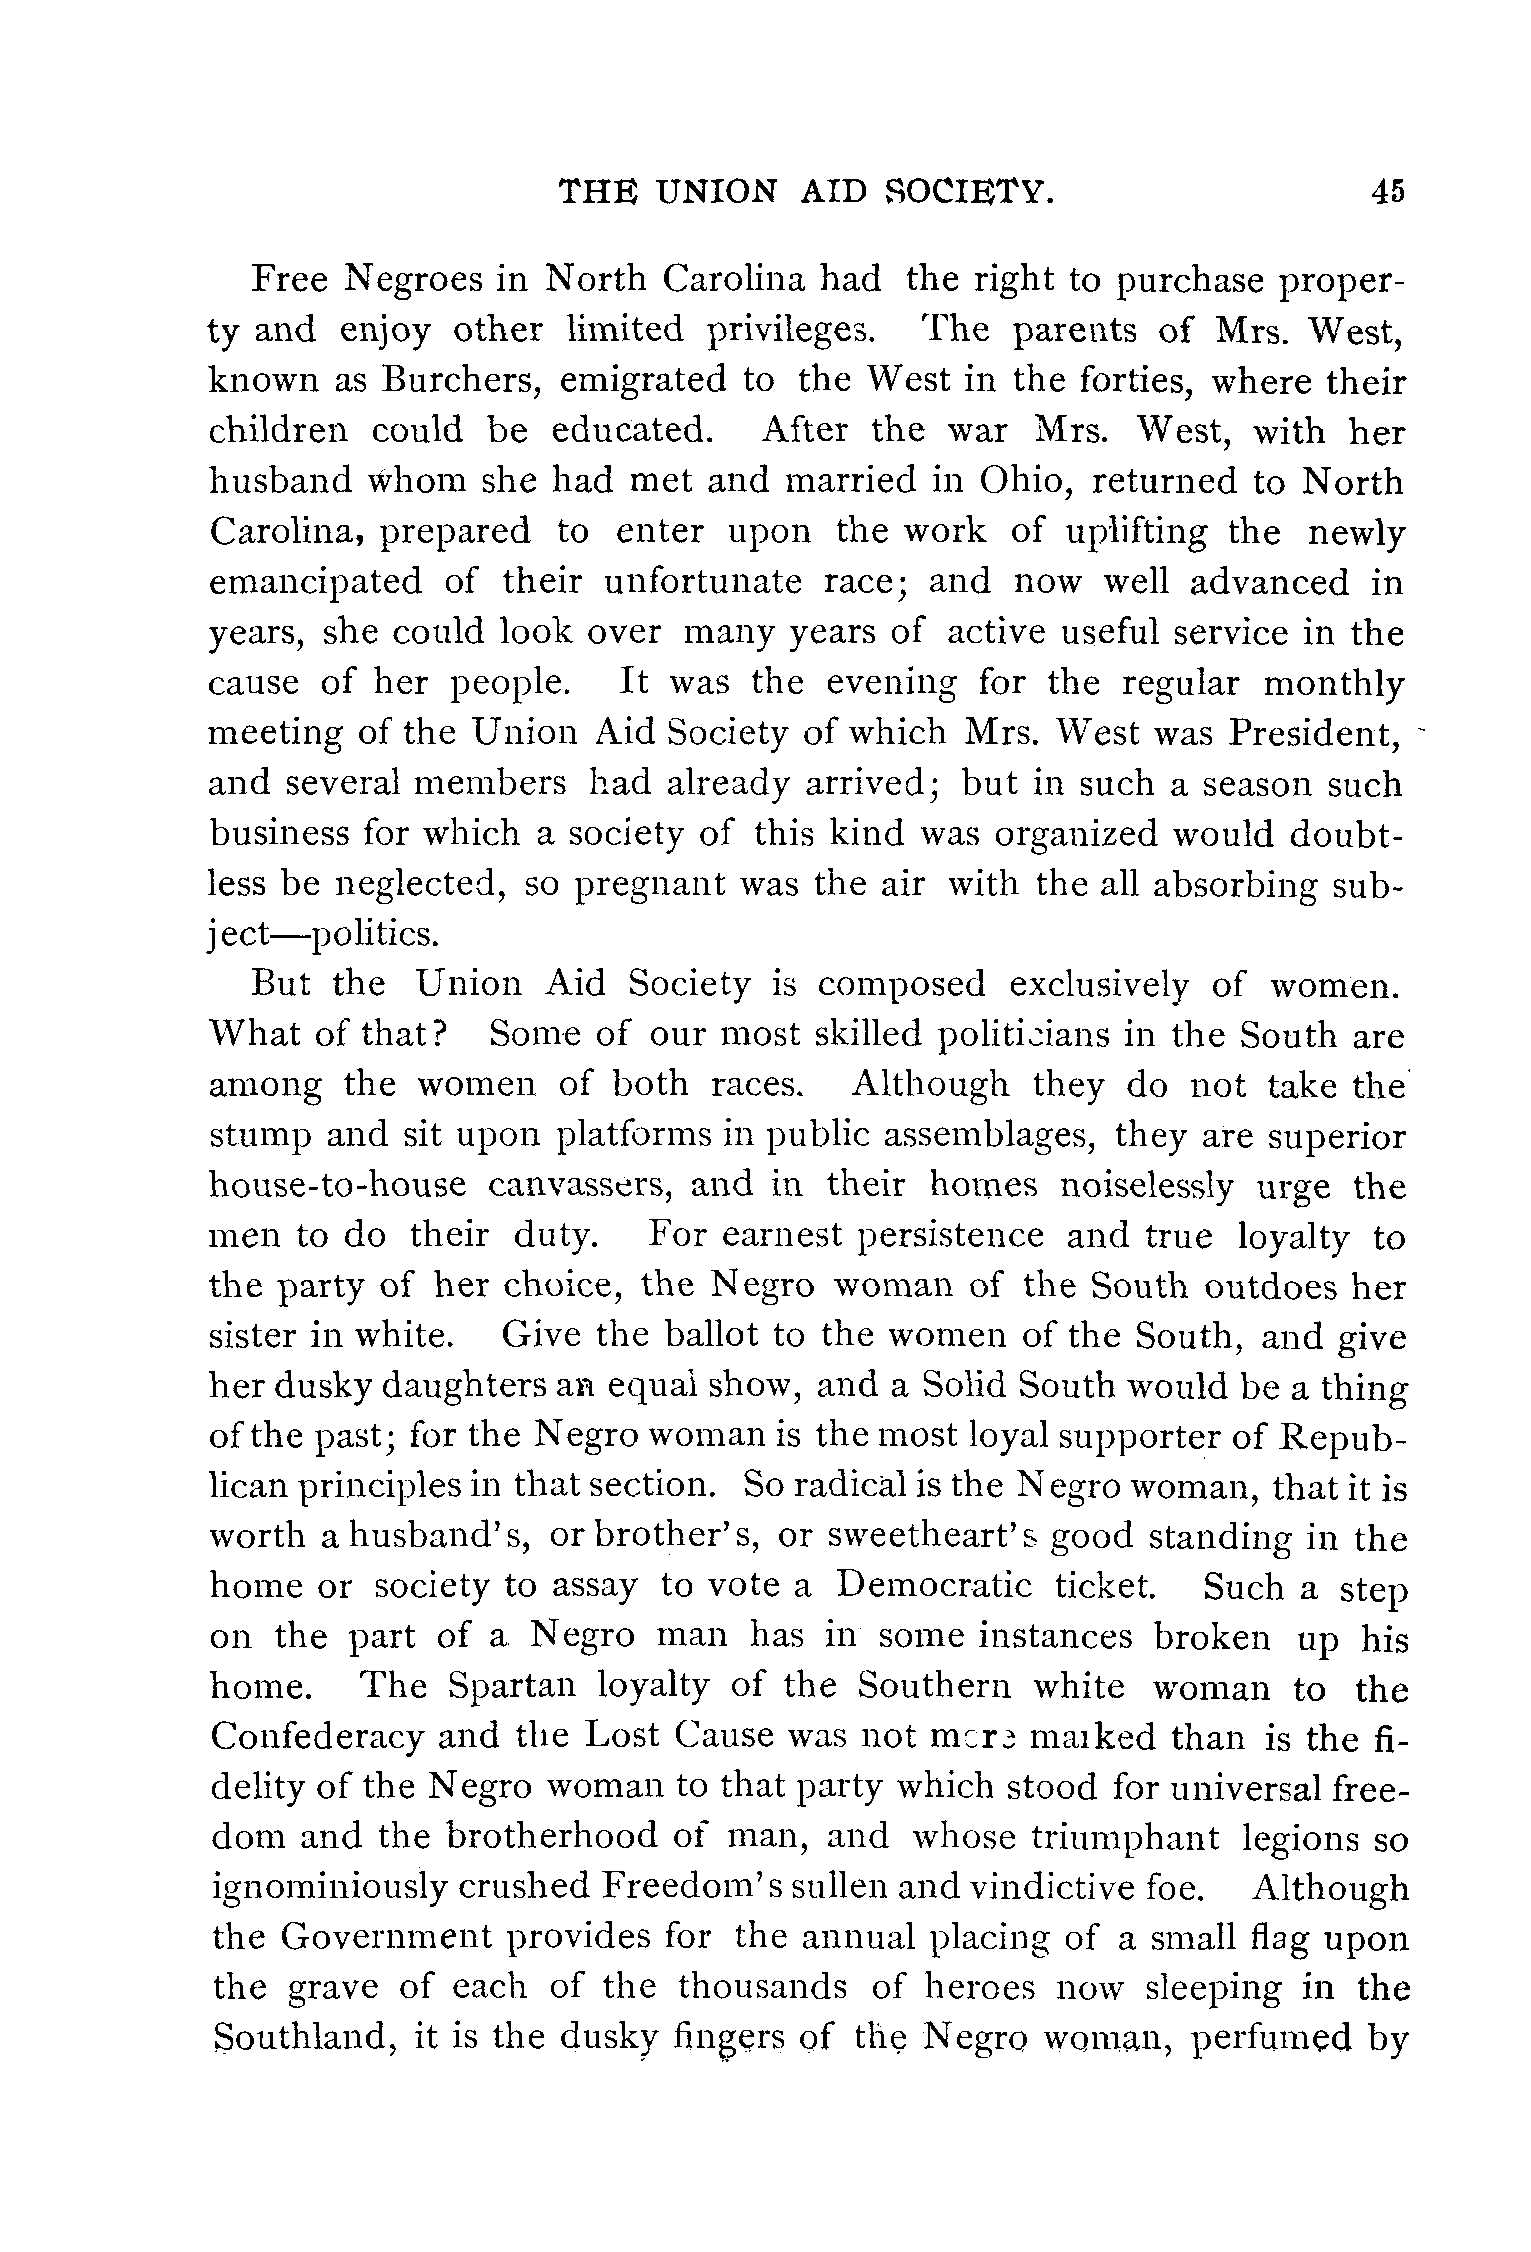 THE UNION AID SOCIETY. 45
Free Negroes in North Carolina had the right to purchase proper-
ty and enjoy other limited privileges. The parents of Mrs. West,
known as Burchers, emigrated to the West in the forties, where their
children could be educated. After the war Mrs. West, with her
husband whom she had met and married in Ohio, returned to North
Carolina, prepared to enter upon the work of uplifting the newly
emancipated of their unfortunate race; and now well advanced in
years, she could look over many years of active useful service in the
cause of her people. It was the evening for the regular monthly
meeting of the Union Aid Society of which Mrs. West was President,
and several members had already arrived; but in such a season such
business for which a society of this kind was organized would doubt-
less be neglected, so pregnant was the air with the all absorbing sub-
ject—politics.
But the Union Aid Society is composed exclusively of women.
What of that? Some of our most skilled politicians in the South are
among the women of both races. Although they do not take the
stump and sit upon platforms in public assemblages, they are superior
house-to-house canvassers, and in their homes noiselessly urge the
men to do their duty. For earnest persistence and true loyalty to
the party of her choice, the Negro woman of the South outdoes her
sister in white. Give the ballot to the women of the South, and give
her dusky daughters an equal show, and a Solid South would be a thing
of the past; for the Negro woman is the most loyal supporter of Repub-
lican principles in that section. So radical is the Negro woman, that it is
worth a husband's, or brother's, or sweetheart's good standing in the
home or society to assay to vote a Democratic ticket. Such a step
on the part of a Negro man has in some instances broken up his
home. The Spartan loyalty of the Southern white woman to the
Confederacy and the Lost Cause was not more marked than is the fi-
delity of the Negro woman to that party which stood for universal free-
dom and the brotherhood of man, and whose triumphant legions so
ignominiously crushed Freedom's sullen and vindictive foe. Although
the Government provides for the annual placing of a small flag upon
the grave of each of the thousands of heroes now sleeping in the
Southland, it is the dusky fingers of the Negro woman, perfumed by